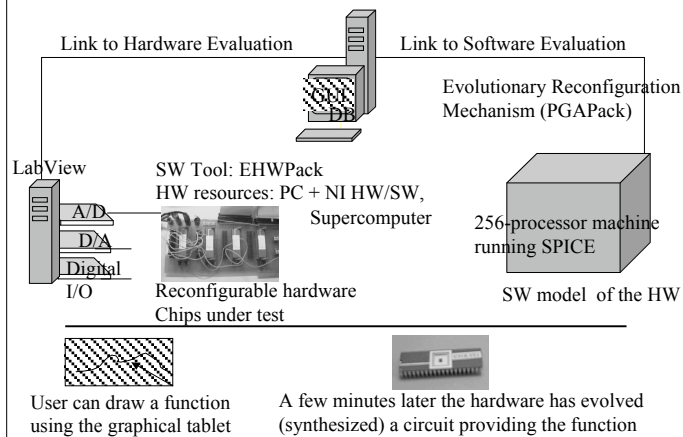 Link to Hardware Evaluation
Link to Software Evaluation
GUI
DB
Evolutionary Reconfiguration
Mechanism (PGAPack)
LabView
A/D
D/A
Digital
I/O
SW Tool: EHWPack
HW resources: PC + NI HW/SW,
Supercomputer
Reconfigurable hardware
Chips under test
256-processor machine
running SPICE
SW model of the HW
User can draw a function
using the graphical tablet
A few minutes later the hardware has evolved
(synthesized) a circuit providing the function